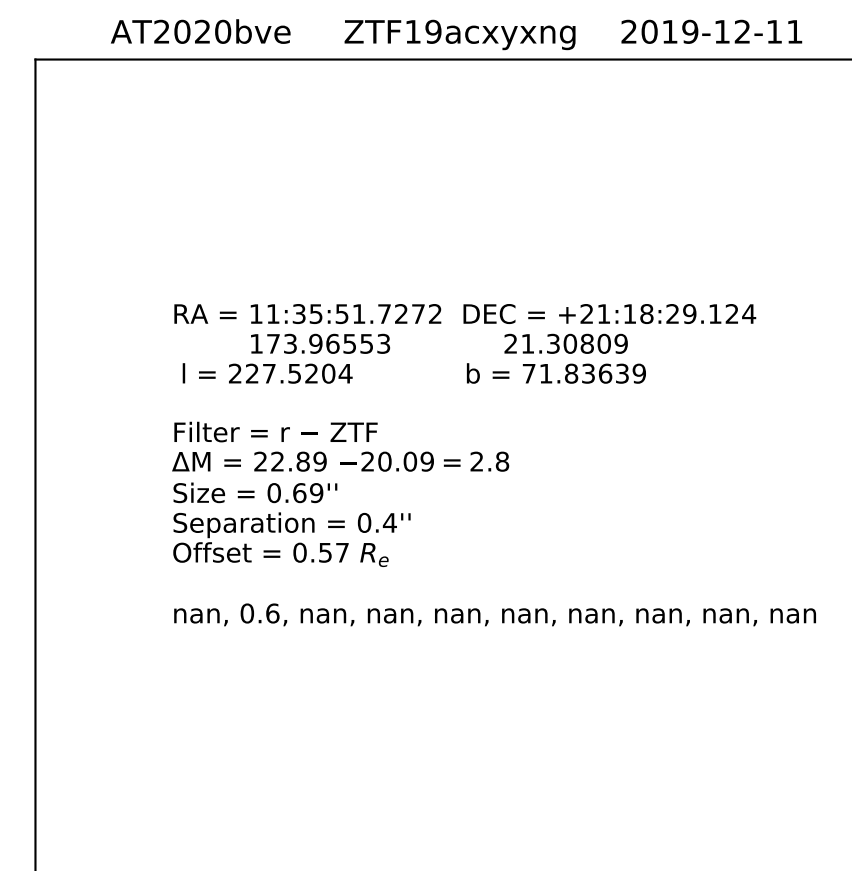 AT2020bve ZTF19acxyxng 2019-12-11
RA = 11:35:51.7272 DEC = +21:18:29.124
173.96553 21.30809
l = 227.5204 b = 71.83639
Filter = r − ZTF
ΔM = 22.89 −20.09 = 2.8
Size = 0.69''
Separation = 0.4''
Offset = 0.57 Rₑ
nan, 0.6, nan, nan, nan, nan, nan, nan, nan, nan